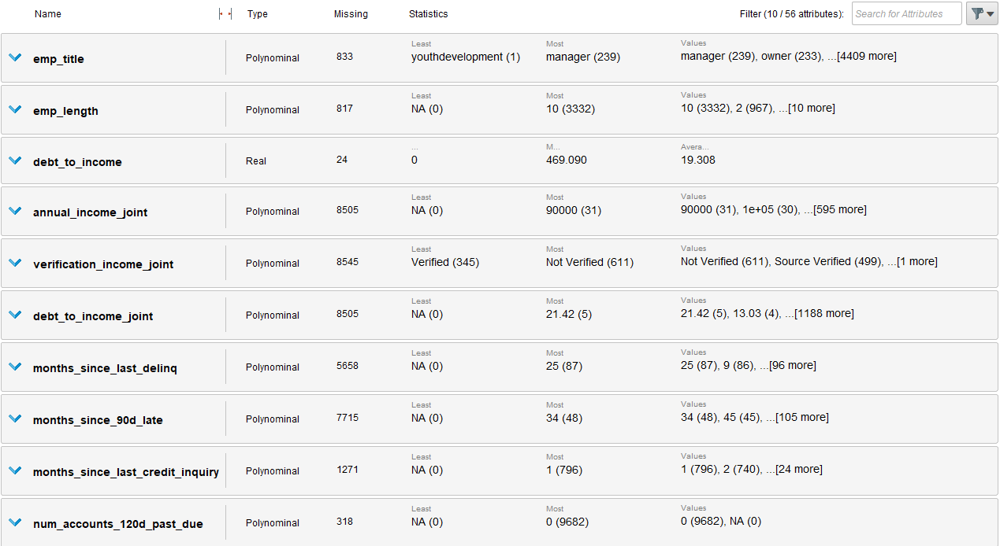 Name Type Missing Statistics Filter (10 / 56 attributes): Search for Attributes
Least Most Values
emp_title Polynominal 833 youthdevelopment (1) manager (239) manager (239), owner (233), ...[4409 more]
Least Most Values
emp_length Polynominal 817 NA (0) 10 (3332) 10 (3332), 2 (967), ...[10 more]
... M... Avera...
debt_to_income Real 24 0 469.090 19.308
Least Most Values
annual_income_joint Polynominal 8505 NA (0) 90000 (31) 90000 (31), 1e+05 (30), ...[595 more]
Least Most Values
verification_income_joint Polynominal 8545 Verified (345) Not Verified (611) Not Verified (611), Source Verified (499), ...[1 more]
Least Most Values
debt_to_income_joint Polynominal 8505 NA (0) 21.42 (5) 21.42 (5), 13.03 (4), ...[1188 more]
Least Most Values
months_since_last_delinq Polynominal 5658 NA (0) 25 (87) 25 (87), 9 (86), ...[96 more]
Least Most Values
months_since_90d_late Polynominal 7715 NA (0) 34 (48) 34 (48), 45 (45), ...[105 more]
Least Most Values
months_since_last_credit_inquiry Polynominal 1271 NA (0) 1 (796) 1 (796), 2 (740), ...[24 more]
Least Most Values
num_accounts_120d_past_due Polynominal 318 NA (0) 0 (9682) 0 (9682), NA (0)